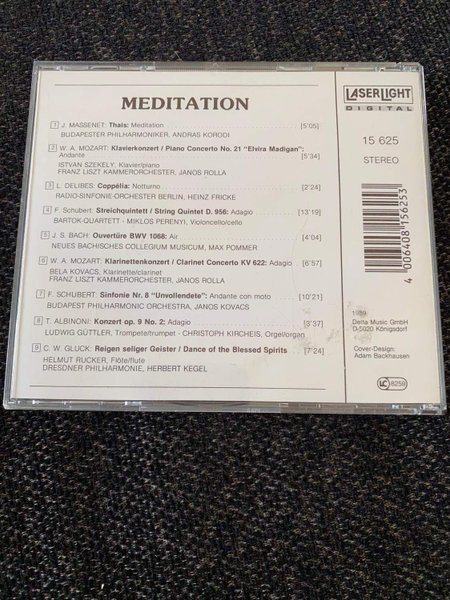 MEDITATION
1 J. MASSENET: Thais: Meditation [5'05]
BUDAPESTER PHILHARMONIKER, ANDRAS KORODI
2 W. A. MOZART: Klavierkonzert / Piano Concerto No. 21 "Elvira Madigan":
Andante [5'34]
ISTVAN SZEKELY, Klavier/piano
FRANZ LISZT KAMMERORCHESTER, JANOS ROLLA
3 L. DELIBES: Coppélia: Notturno [2'24]
RADIO-SINFONIE-ORCHESTER BERLIN, HEINZ FRICKE
4 F. Schubert: Streichquintett / String Quintet D. 956: Adagio [13'19]
BARTOK-QUARTETT - MIKLOS PERENYI, Violoncello/cello
5 J. S. BACH: Ouvertüre BWV 1068: Air [4'04]
NEUES BACHISCHES COLLEGIUM MUSICUM, MAX POMMER
6 W. A. MOZART: Klarinettenkonzert / Clarinet Concerto KV 622: Adagio [6'57]
BELA KOVACS, Klarinette/clarinet
FRANZ LISZT KAMMERORCHESTER, JANOS ROLLA
7 F. SCHUBERT: Sinfonie Nr. 8 "Unvollendete": Andante con moto [10'21]
BUDAPEST PHILHARMONIC ORCHESTRA, JANOS KOVACS
8 T. ALBINONI: Konzert op. 9 No. 2: Adagio [3'37]
LUDWIG GÜTTLER, Trompete/trumpet - CHRISTOPH KIRCHEIS, Orgel/organ
9 C. W. GLUCK: Reigen seliger Geister / Dance of the Blessed Spirits [7'24]
HELMUT RUCKER, Flöte/flute
DRESDNER PHILHARMONIE, HERBERT KEGEL
LASERLIGHT
DIGITAL
15 625
STEREO
4 006408 156253
1989
Delta Music GmbH
D-5020 Königsdorf
Cover-Design:
Adam Backhausen
LC 8259